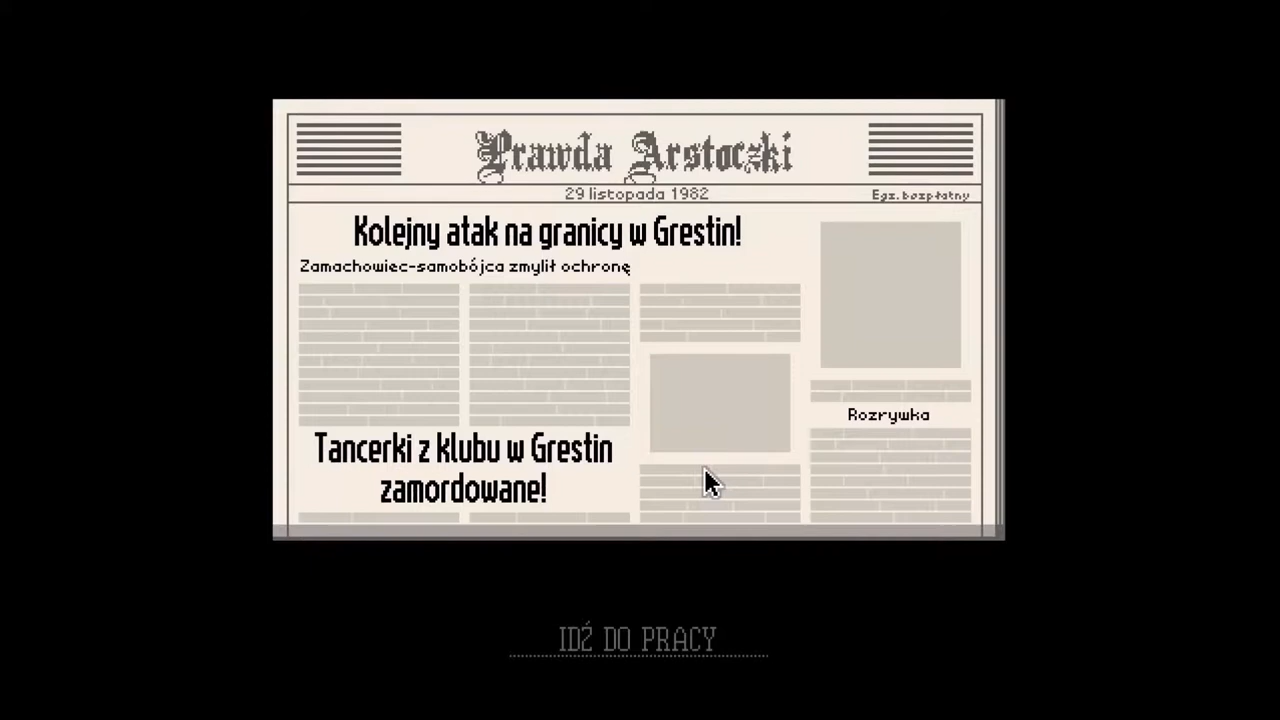 Prawda Arstoczki
29 listopada 1982
Egz. bezpłatny
Kolejny atak na granicy w Grestin!
Zamachowiec-samobójca zmylił ochronę
Tancerki z klubu w Grestin
zamordowane!
Rozrywka
IDŹ DO PRACY